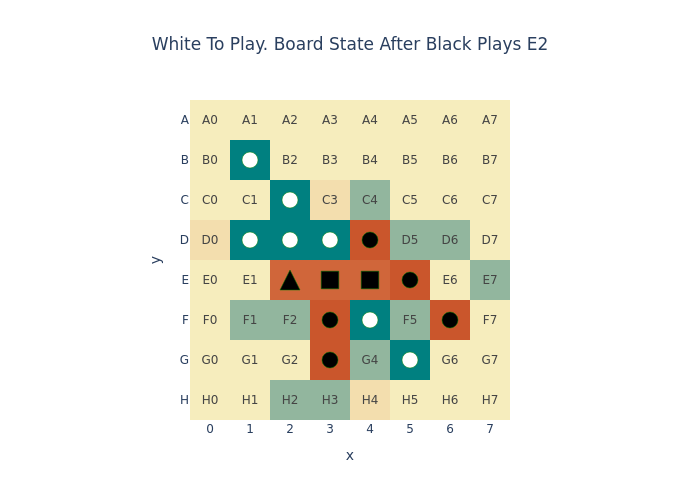 White To Play. Board State After Black Plays E2
A A0 A1 A2 A3 A4 A5 A6 A7
B B2 B3 B4 B5 B6 B7
B0
C C0 C1 C3 C4 C5 C6 C7
D D0 D5 D6 D7
y
E E0 E1 E6 E7
F F0 F1 F2 F5 F7
G G0 G1 G2 G4 G6 G7
H H0 H1 H2 H3 H4 H5 H6 H7
0 1 2 3 4 5 6 7
x